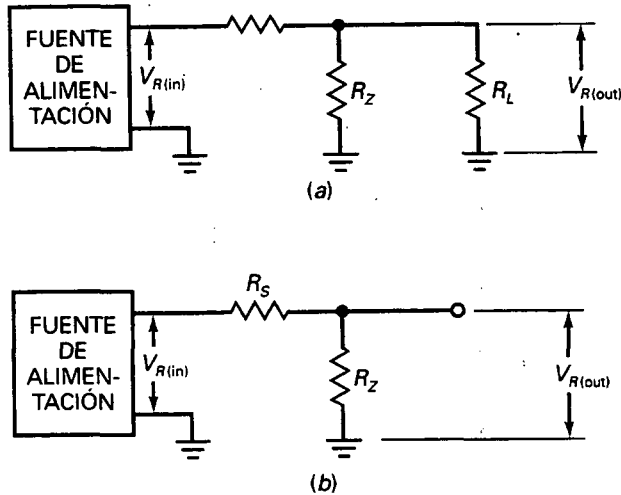 FUENTE
DE
ALIMEN-
TACIÓN
V_R(in)
R_Z
R_L
V_R(out)
(a)
R_S
FUENTE
DE
ALIMEN-
TACIÓN
V_R(in)
R_Z
V_R(out)
(b)